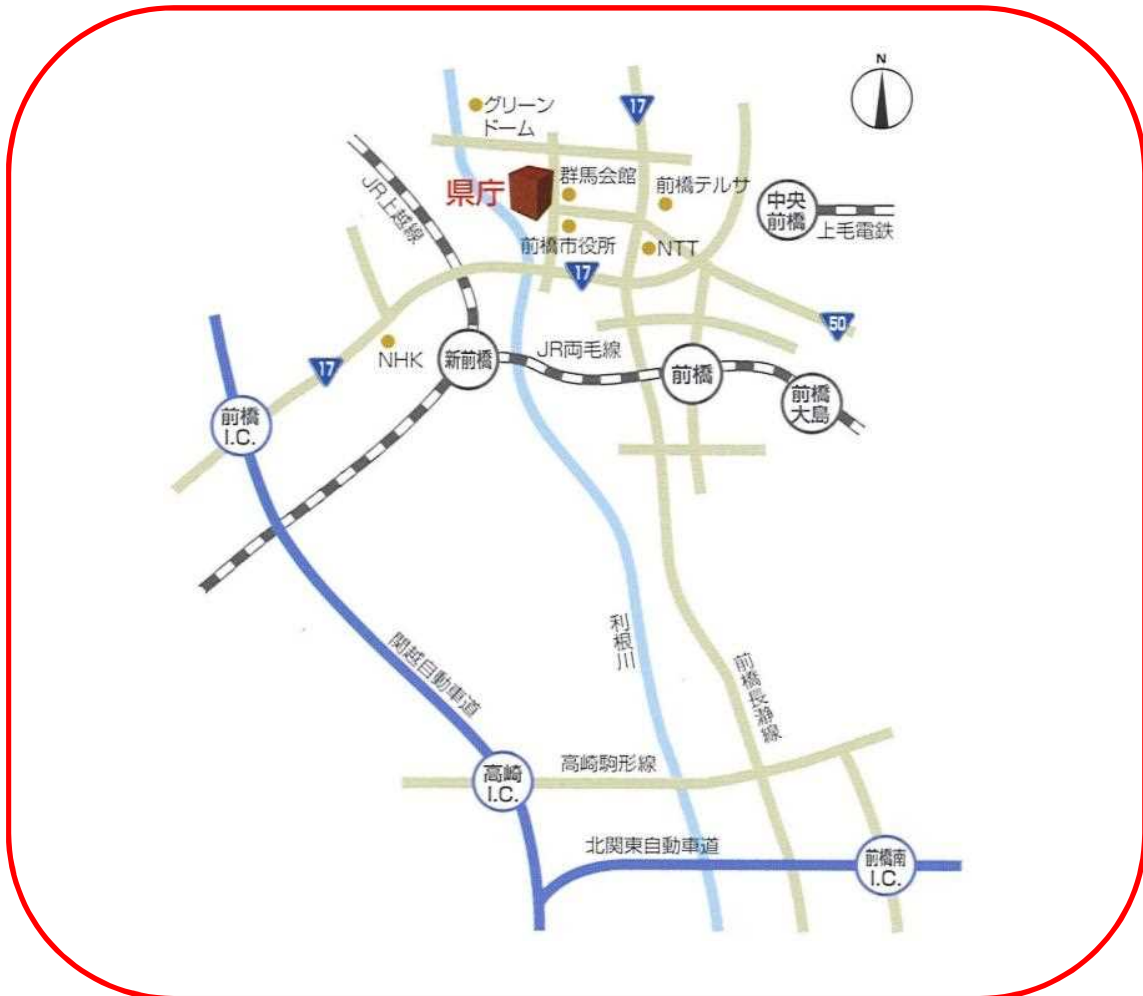 N
グリーン
ドーム
17
JR上越線
県庁
群馬会館
前橋テルサ
中央
前橋
上毛電鉄
前橋市役所
NTT
17
50
NHK
新前橋
JR両毛線
前橋
前橋
大島
17
前橋
I.C.
関越自動車道
利根川
前橋長瀞線
高崎駒形線
高崎
I.C.
北関東自動車道
前橋南
I.C.